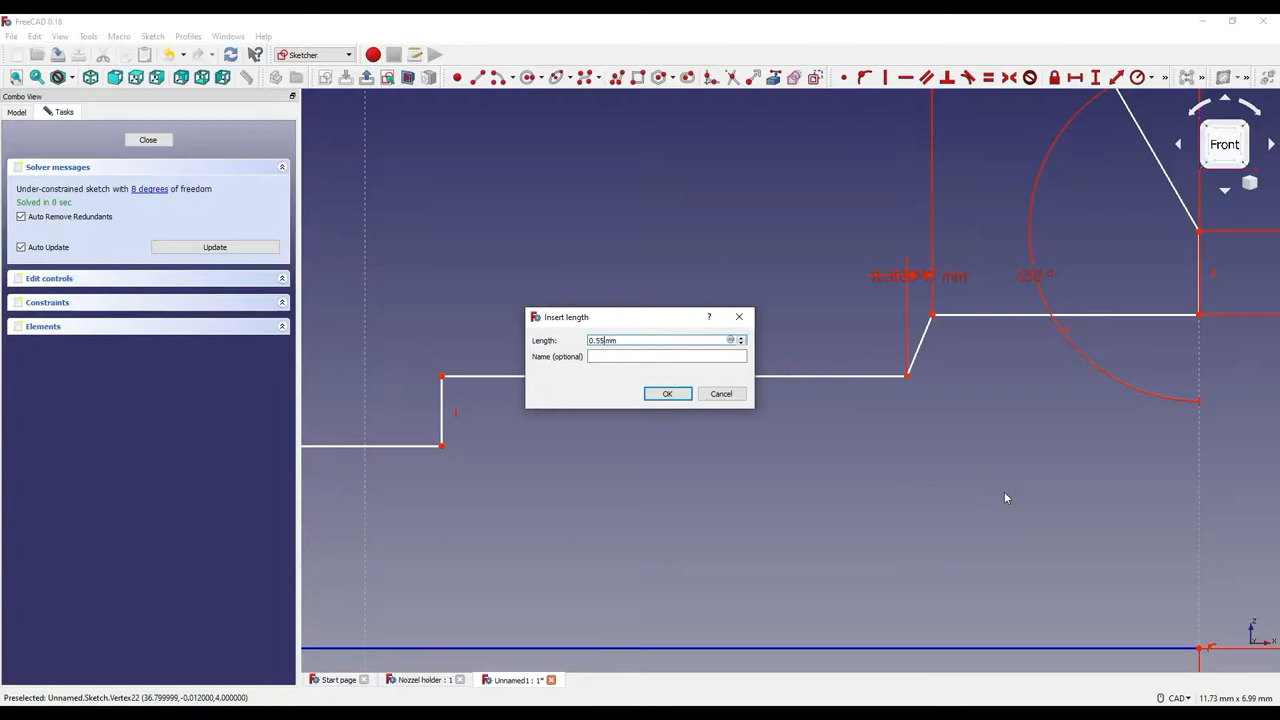 FreeCAD 0.18
File Edit View Tools Macro Sketch Profiles Windows Help
Sketcher
Combo View
Model Tasks
Close
Solver messages
Under-constrained sketch with 8 degrees of freedom
Solved in 0 sec
Auto Remove Redundants
Auto Update Update
Edit controls
Constraints
Elements
Front
mm 150 °
Insert length ?
Length: 0.55mm
Name (optional)
OK Cancel
Z
X
Start page Nozzel holder : 1 Unnamed1 : 1*
Preselected: Unnamed.Sketch.Vertex22 (36.799999,-0.012000,4.000000) CAD 11.73 mm x 6.99 mm